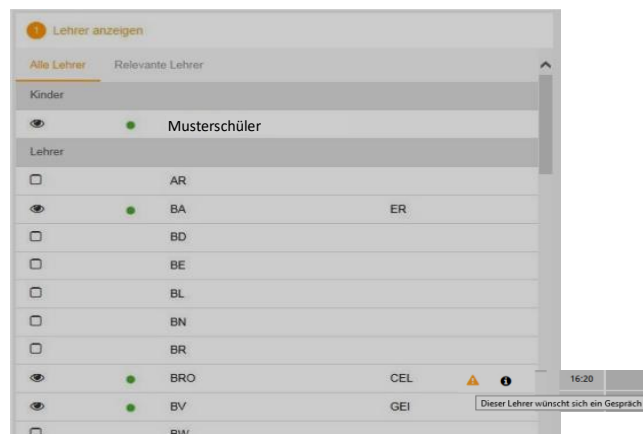 1 Lehrer anzeigen
Alle Lehrer Relevante Lehrer
Kinder
Musterschüler
Lehrer
AR
BA ER
BD
BE
BL
BN
BR
BRO CEL 16:20
Dieser Lehrer wünscht sich ein Gespräch
BV GEI
BW